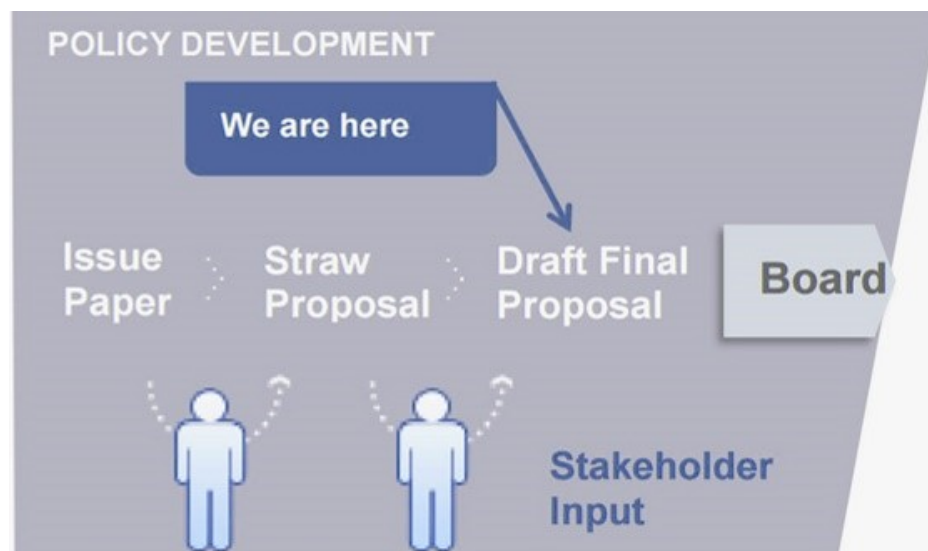 POLICY DEVELOPMENT
We are here
Issue
Paper
Straw
Proposal
Draft Final
Proposal
Board
Stakeholder
Input